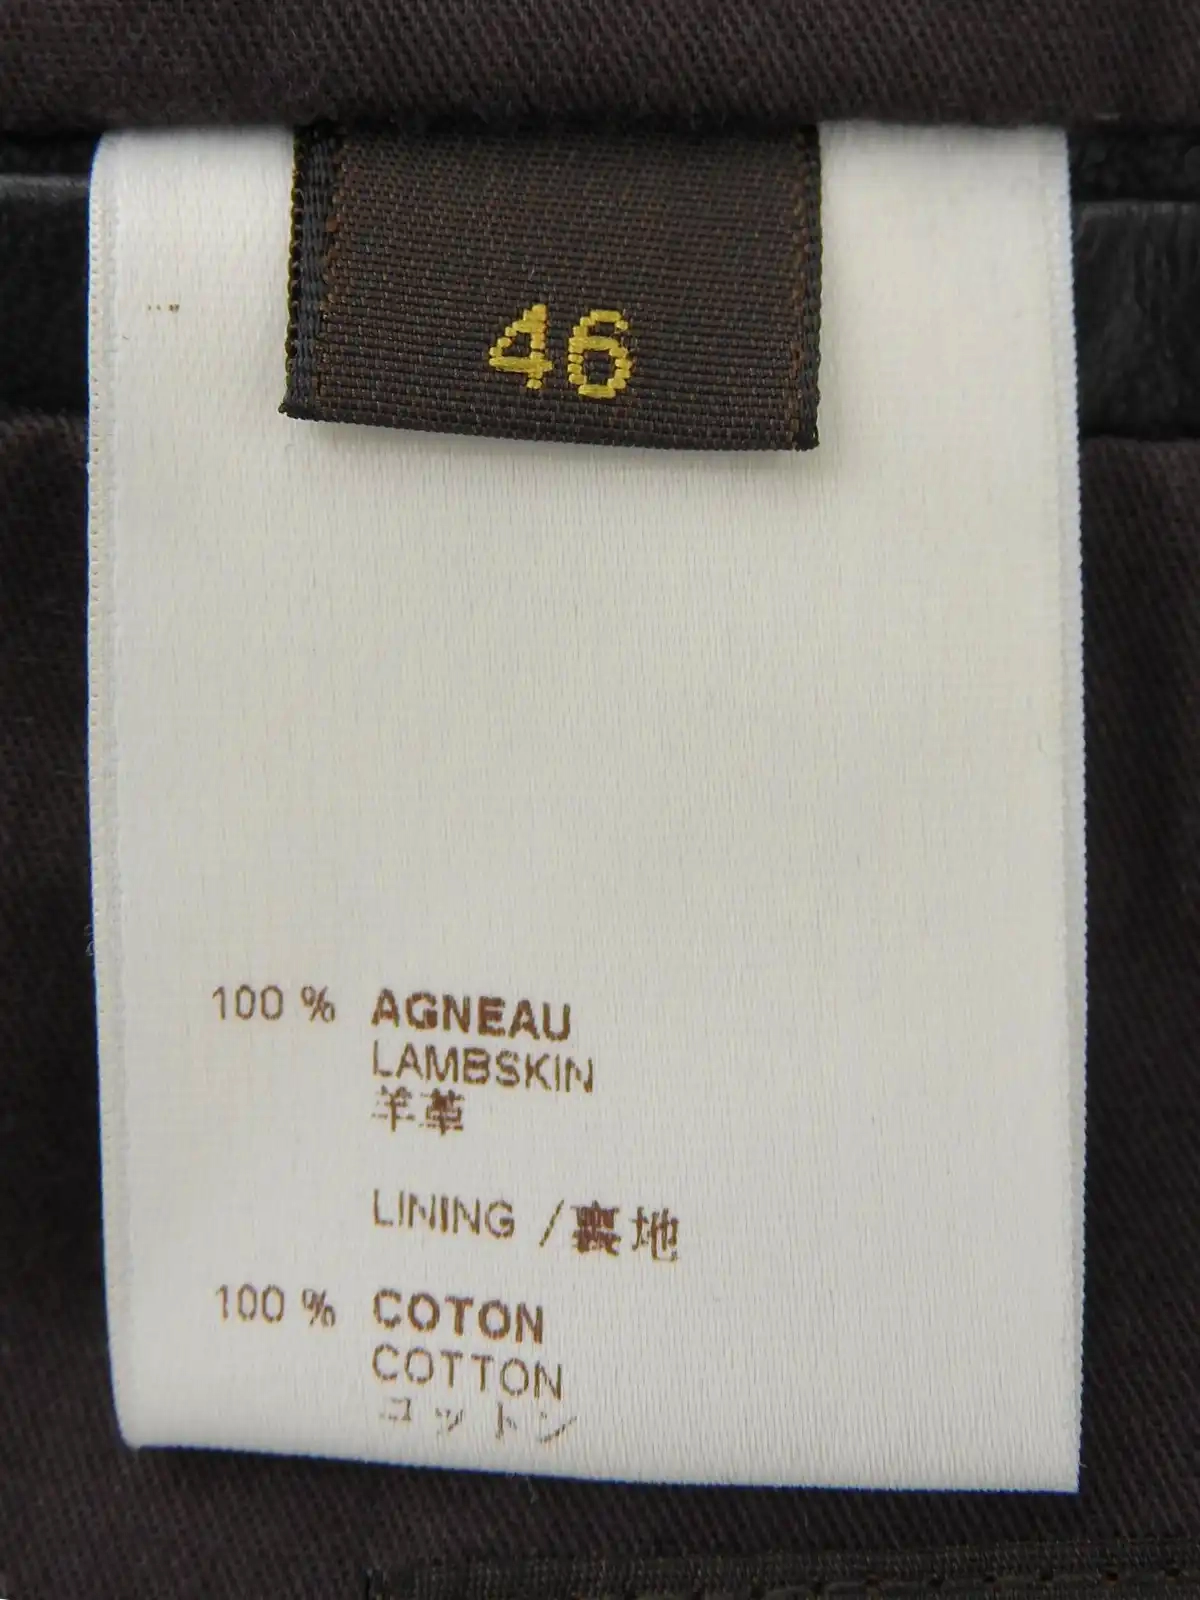 46
100 % AGNEAU
LAMBSKIN
羊革
LINING / 裏地
100 % COTON
COTTON
コットン